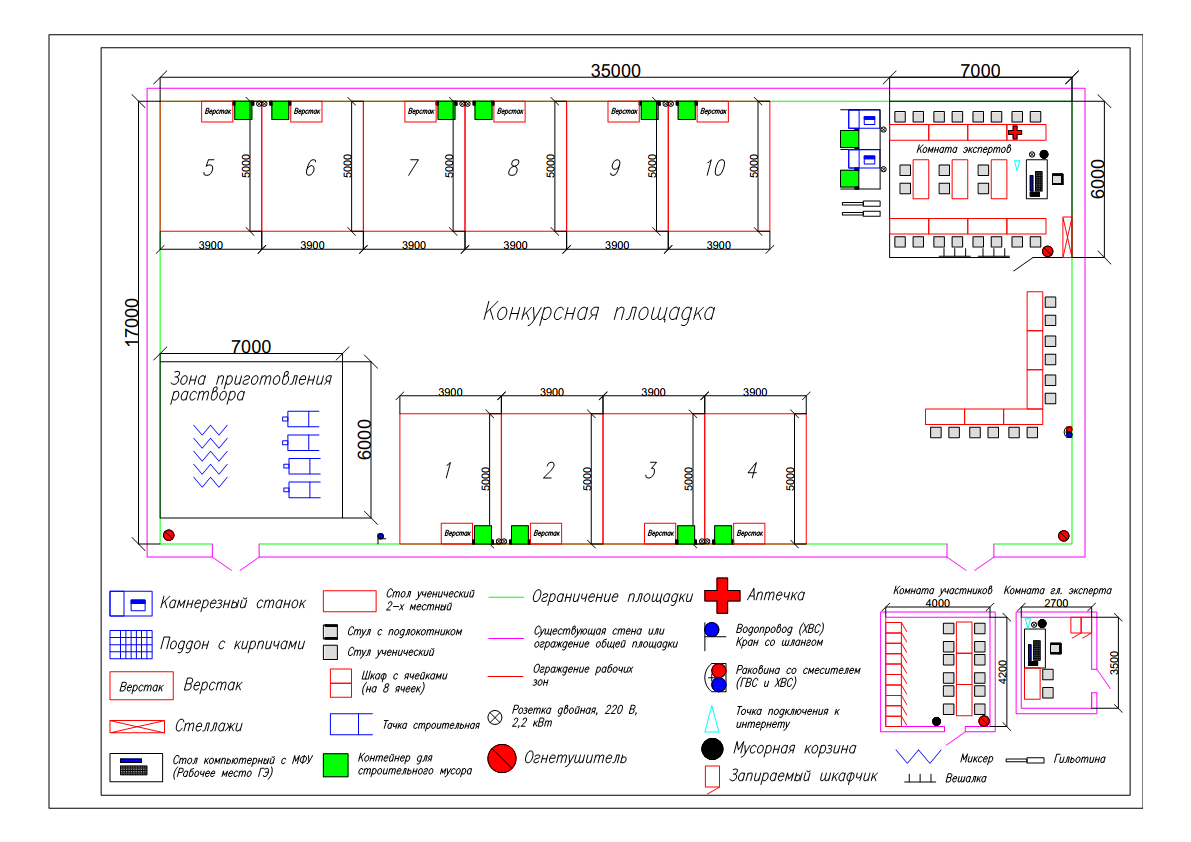 35000
7000
Верстак
Верстак
Верстак
Верстак
Верстак
Верстак
5
5000
6
5000
7
5000
8
5000
9
5000
10
5000
3900
3900
3900
3900
3900
3900
17000
Комната экспертов
6000
Конкурсная площадка
7000
Зона приготовления
раствора
6000
3900
3900
3900
3900
1
5000
2
5000
3
5000
4
5000
Верстак
Верстак
Верстак
Верстак
Камнерезный станок
Поддон с кирпичами
Верстак
Верстак
Стеллажи
Стол компьютерный с МФУ
(Рабочее место ГЭ)
Стол ученический
2-х местный
Стул с подлокотником
Стул ученический
Шкаф с ячейками
(на 8 ячеек)
Тачка строительная
Контейнер для
строительного мусора
Ограничение площадки
Существующая стена или
ограждение общей площадки
Ограждение рабочих
зон
Розетка двойная, 220 В,
2,2 кВт
Огнетушитель
Аптечка
Водопровод (ХВС)
Кран со шлангом
Раковина со смесителем
(ГВС и ХВС)
Точка подключения к
интернету
Мусорная корзина
Запираемый шкафчик
Комната участников
4000
4200
Комната гл. эксперта
2700
3500
Миксер
Гильотина
Вешалка